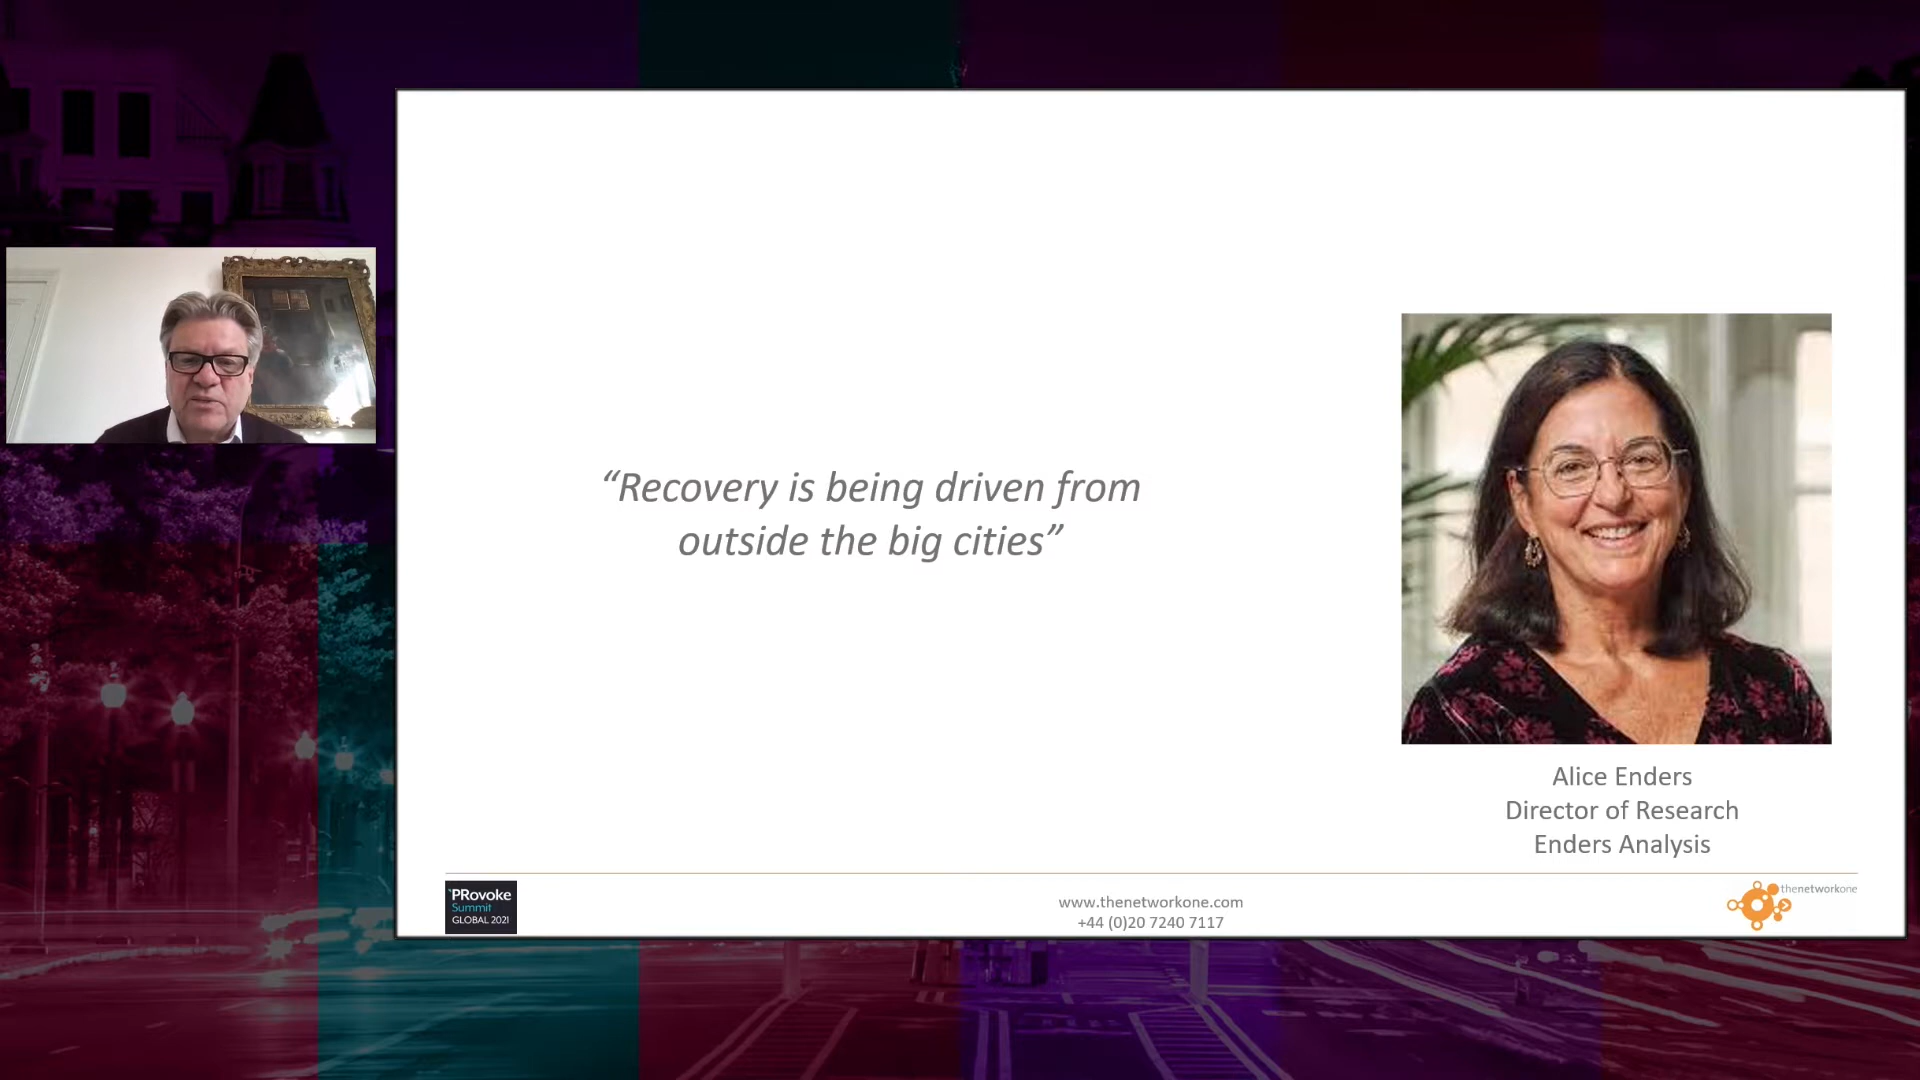 “Recovery is being driven from
outside the big cities”
Alice Enders
Director of Research
Enders Analysis
PRovoke
Summit
GLOBAL 2021
www.thenetworkone.com
+44 (0)20 7240 7117
thenetworkone